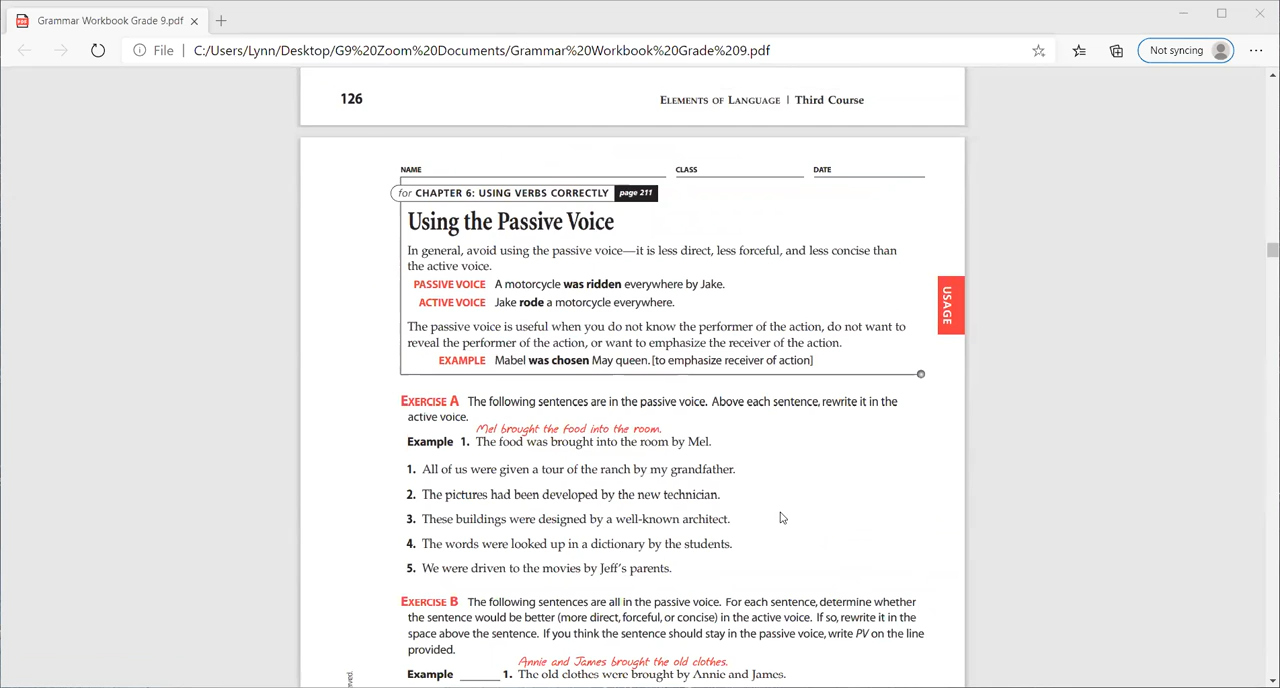 Grammar Workbook Grade 9.pdf
File | C:/Users/Lynn/Desktop/G9%20Zoom%20Documents/Grammar%20Workbook%20Grade%209.pdf
Not syncing
126
ELEMENTS OF LANGUAGE | Third Course
NAME CLASS DATE
for CHAPTER 6: USING VERBS CORRECTLY page 211
Using the Passive Voice
In general, avoid using the passive voice—it is less direct, less forceful, and less concise than
the active voice.
PASSIVE VOICE A motorcycle was ridden everywhere by Jake.
ACTIVE VOICE Jake rode a motorcycle everywhere.
The passive voice is useful when you do not know the performer of the action, do not want to
reveal the performer of the action, or want to emphasize the receiver of the action.
EXAMPLE Mabel was chosen May queen. [to emphasize receiver of action]
USAGE
EXERCISE A The following sentences are in the passive voice. Above each sentence, rewrite it in the
active voice.
Mel brought the food into the room.
Example 1. The food was brought into the room by Mel.
1. All of us were given a tour of the ranch by my grandfather.
2. The pictures had been developed by the new technician.
3. These buildings were designed by a well-known architect.
4. The words were looked up in a dictionary by the students.
5. We were driven to the movies by Jeff's parents.
EXERCISE B The following sentences are all in the passive voice. For each sentence, determine whether
the sentence would be better (more direct, forceful, or concise) in the active voice. If so, rewrite it in the
space above the sentence. If you think the sentence should stay in the passive voice, write PV on the line
provided.
Annie and James brought the old clothes.
Example ______ 1. The old clothes were brought by Annie and James.